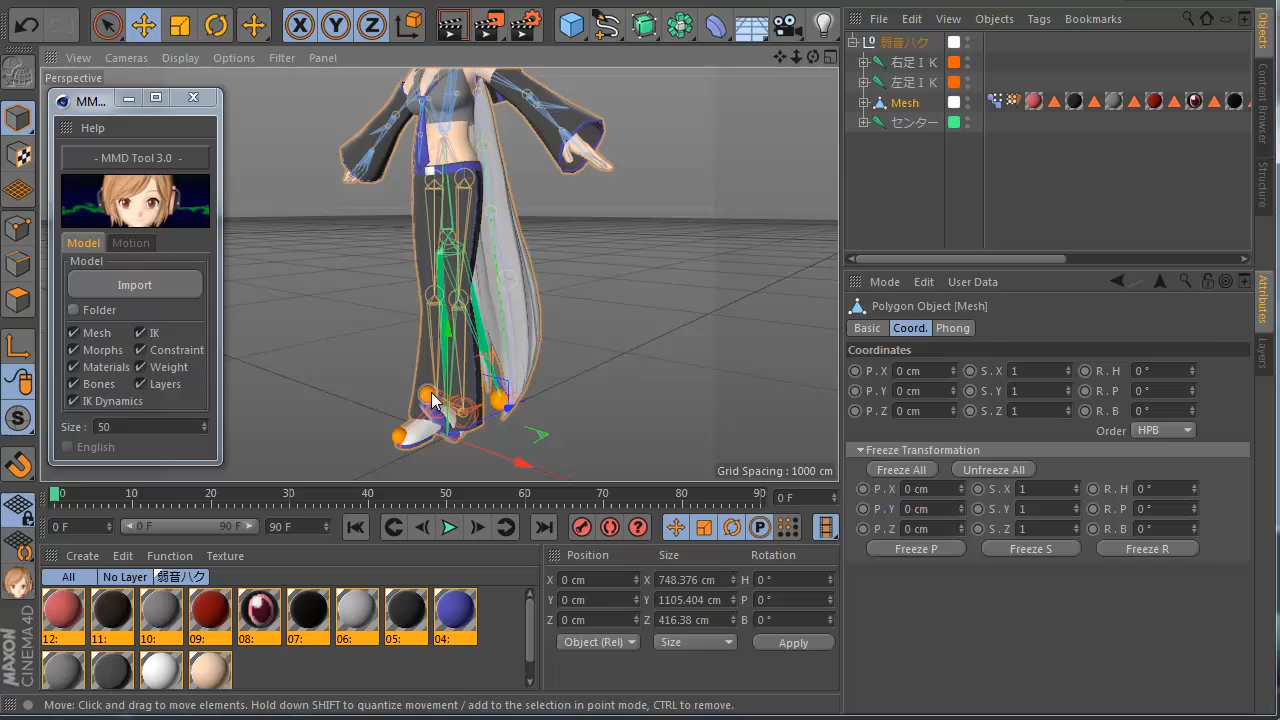 File Edit View Objects Tags Bookmarks
弱音ハク
右足ＩＫ
左足ＩＫ
Mesh
センター
Objects
Content Browser
Structure
View Cameras Display Options Filter Panel
Perspective
MM...
Help
- MMD Tool 3.0 -
Model Motion
Model
Import
Folder
Mesh IK
Morphs Constraint
Materials Weight
Bones Layers
IK Dynamics
Size : 50
English
Grid Spacing : 1000 cm
Mode Edit User Data
Polygon Object [Mesh]
Basic Coord. Phong
Coordinates
P . X 0 cm S . X 1 R . H 0 °
P . Y 0 cm S . Y 1 R . P 0 °
P . Z 0 cm S . Z 1 R . B 0 °
Order HPB
Freeze Transformation
Freeze All Unfreeze All
P . X 0 cm S . X 1 R . H 0 °
P . Y 0 cm S . Y 1 R . P 0 °
P . Z 0 cm S . Z 1 R . B 0 °
Freeze P Freeze S Freeze R
Attributes
Layers
0 10 20 30 40 50 60 70 80 90 0 F
0 F 0 F 90 F 90 F
Create Edit Function Texture
All No Layer 弱音ハク
12: 11: 10: 09: 08: 07: 06: 05: 04:
Position Size Rotation
X 0 cm X 748.376 cm H 0 °
Y 0 cm Y 1105.404 cm P 0 °
Z 0 cm Z 416.38 cm B 0 °
Object (Rel) Size Apply
MAXON
CINEMA 4D
Move: Click and drag to move elements. Hold down SHIFT to quantize movement / add to the selection in point mode, CTRL to remove.